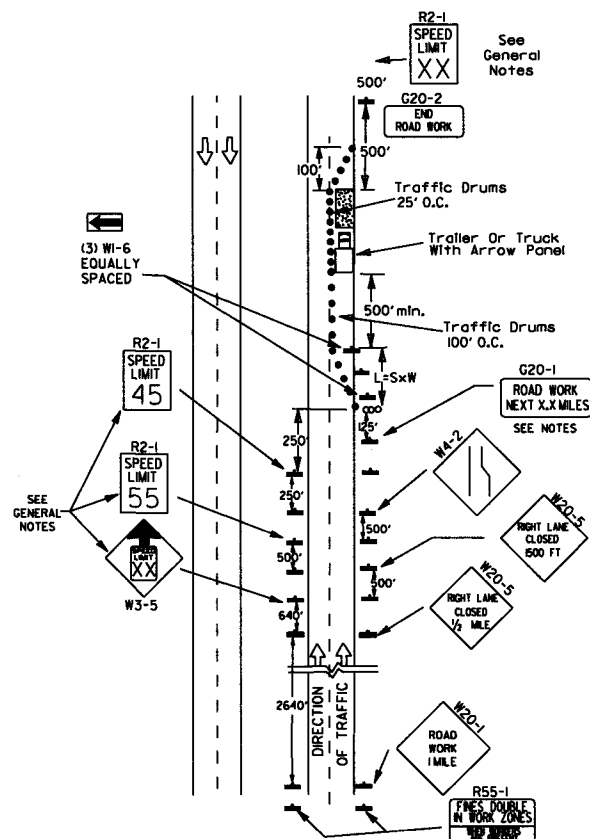 R2-1
SPEED
LIMIT
XX
See
General
Notes
500'
G20-2
END
ROAD WORK
500'
100'
Traffic Drums
25' O.C.
Trailer Or Truck
With Arrow Panel
(3) W1-6
EQUALLY
SPACED
500' min.
Traffic Drums
100' O.C.
R2-1
SPEED
LIMIT
45
L=SxW
G20-1
ROAD WORK
NEXT X.X MILES
SEE NOTES
125'
250'
R2-1
SPEED
LIMIT
55
250'
W4-2
SEE
GENERAL
NOTES
500'
500'
W20-5
RIGHT LANE
CLOSED
1500 FT
SPEED
LIMIT
XX
W3-5
500'
640'
W20-5
RIGHT LANE
CLOSED
1/2 MILE
2640'
DIRECTION
OF TRAFFIC
W20-1
ROAD
WORK
1 MILE
R55-1
FINES DOUBLE
IN WORK ZONES
WHEN WORKERS